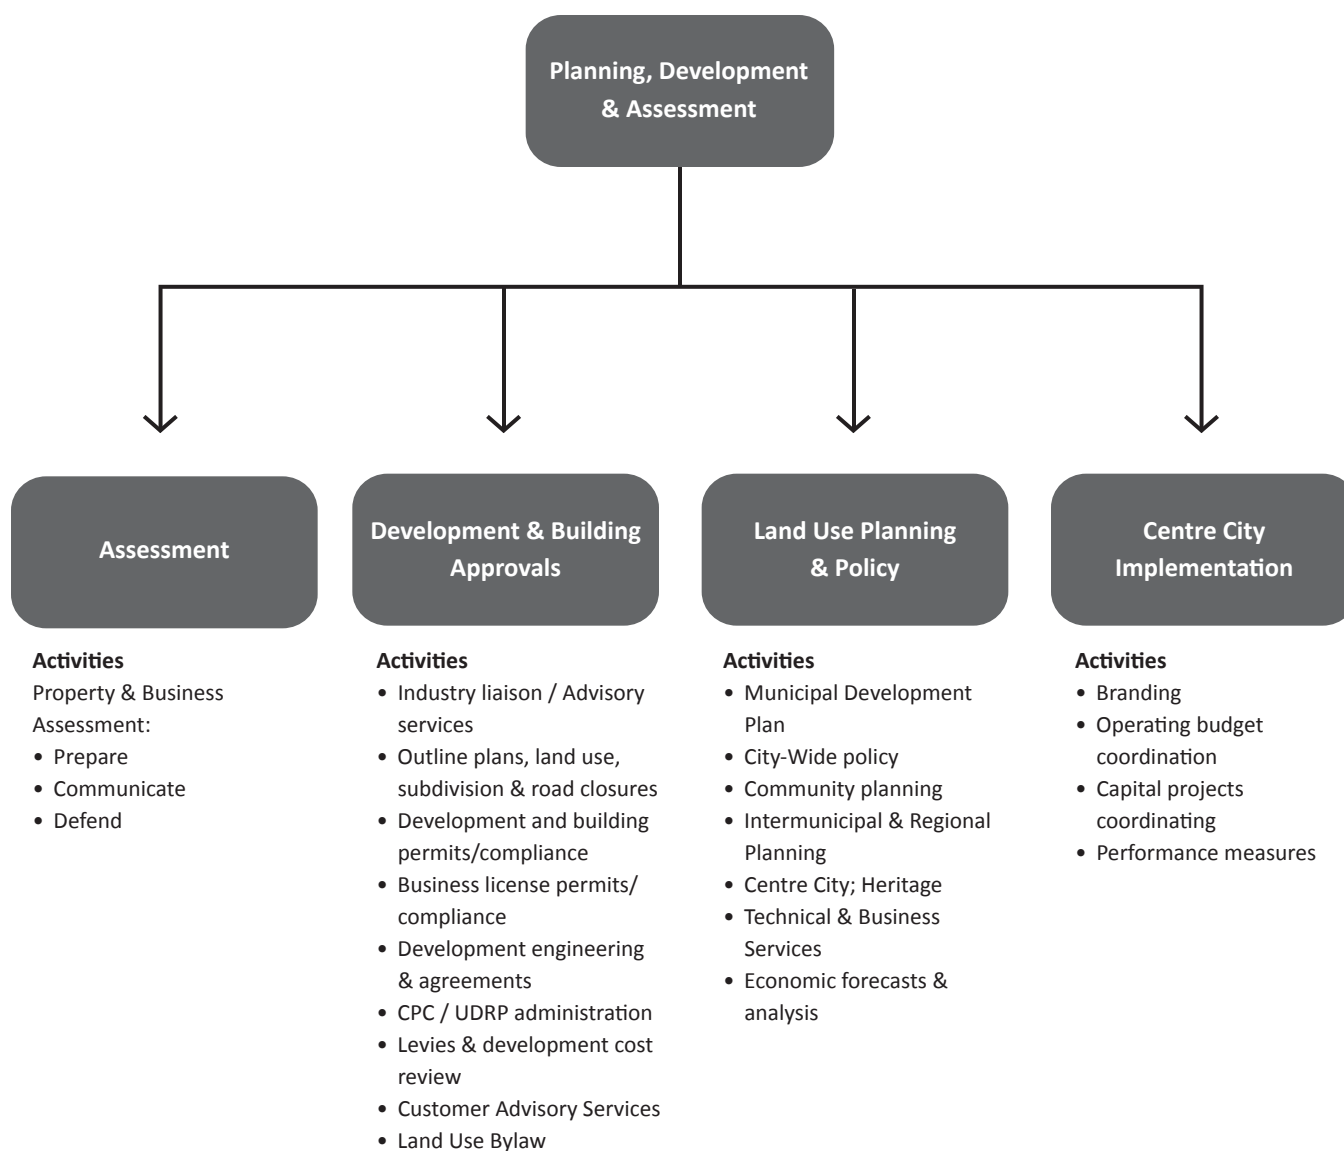 Planning, Development
& Assessment
Assessment
Development & Building
Approvals
Land Use Planning
& Policy
Centre City
Implementation
Activities
Property & Business
Assessment:
• Prepare
• Communicate
• Defend
Activities
• Industry liaison / Advisory
services
• Outline plans, land use,
subdivision & road closures
• Development and building
permits/compliance
• Business license permits/
compliance
• Development engineering
& agreements
• CPC / UDRP administration
• Levies & development cost
review
• Customer Advisory Services
• Land Use Bylaw
Activities
• Municipal Development
Plan
• City-Wide policy
• Community planning
• Intermunicipal & Regional
Planning
• Centre City; Heritage
• Technical & Business
Services
• Economic forecasts &
analysis
Activities
• Branding
• Operating budget
coordination
• Capital projects
coordinating
• Performance measures